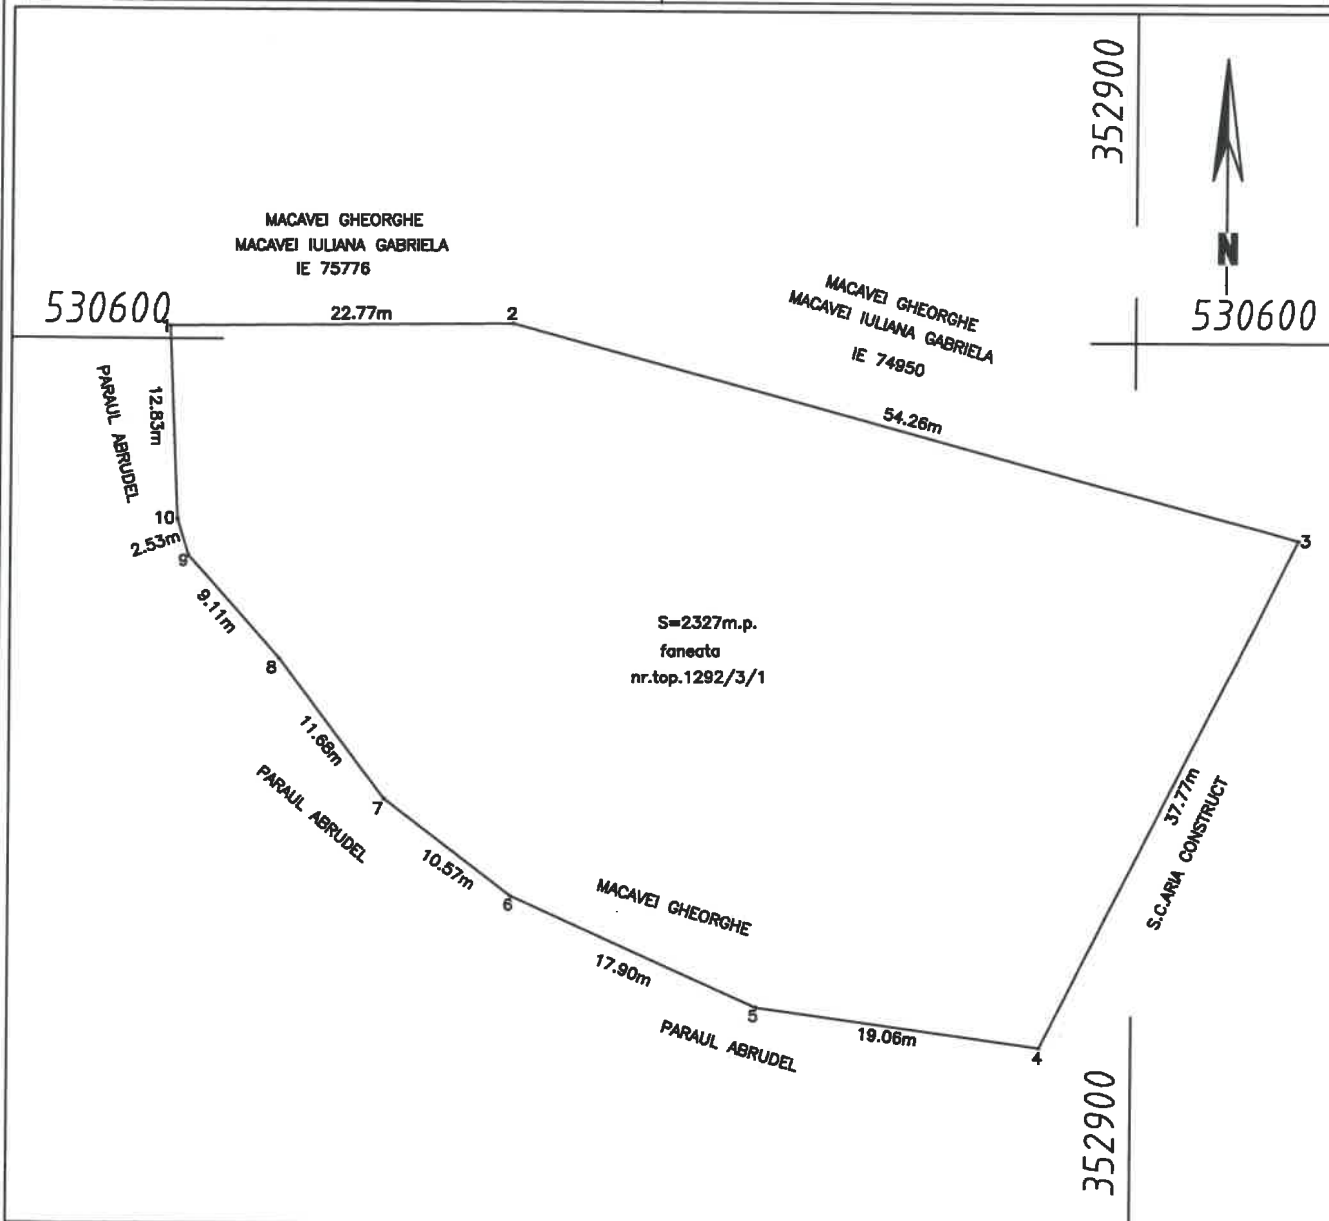 352900
N
MACAVEI GHEORGHE
MACAVEI IULIANA GABRIELA
IE 75776
530600
1
22.77m
2
MACAVEI GHEORGHE
MACAVEI IULIANA GABRIELA
IE 74950
530600
PARAUL ABRUDEL
12.83m
54.26m
10
2.53m
9
3
9.11m
8
S=2327m.p.
faneata
nr.top.1292/3/1
11.68m
PARAUL ABRUDEL
7
37.77m
S.C.ARIA CONSTRUCT
10.57m
6
MACAVEI GHEORGHE
17.90m
5
PARAUL ABRUDEL
19.06m
4
352900